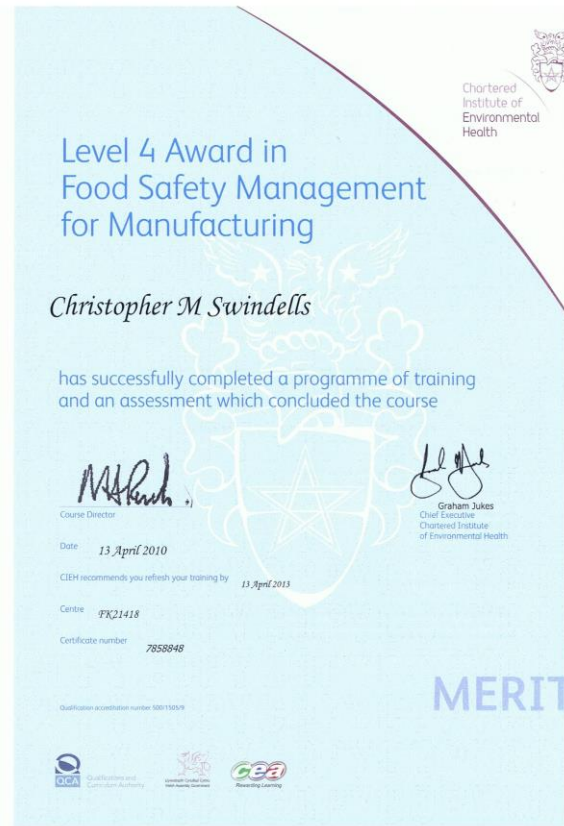 Chartered
Institute of
Environmental
Health
Level 4 Award in
Food Safety Management
for Manufacturing
Christopher M Swindells
has successfully completed a programme of training
and an assessment which concluded the course
Course Director
Graham Jukes
Chief Executive
Chartered Institute
of Environmental Health
Date 13 April 2010
CIEH recommends you refresh your training by 13 April 2013
Centre FK21418
Certificate number 7858848
MERIT
Qualification accreditation number 500/1505/9
QCA Qualifications and
Curriculum Authority
cea
Rewarding Learning